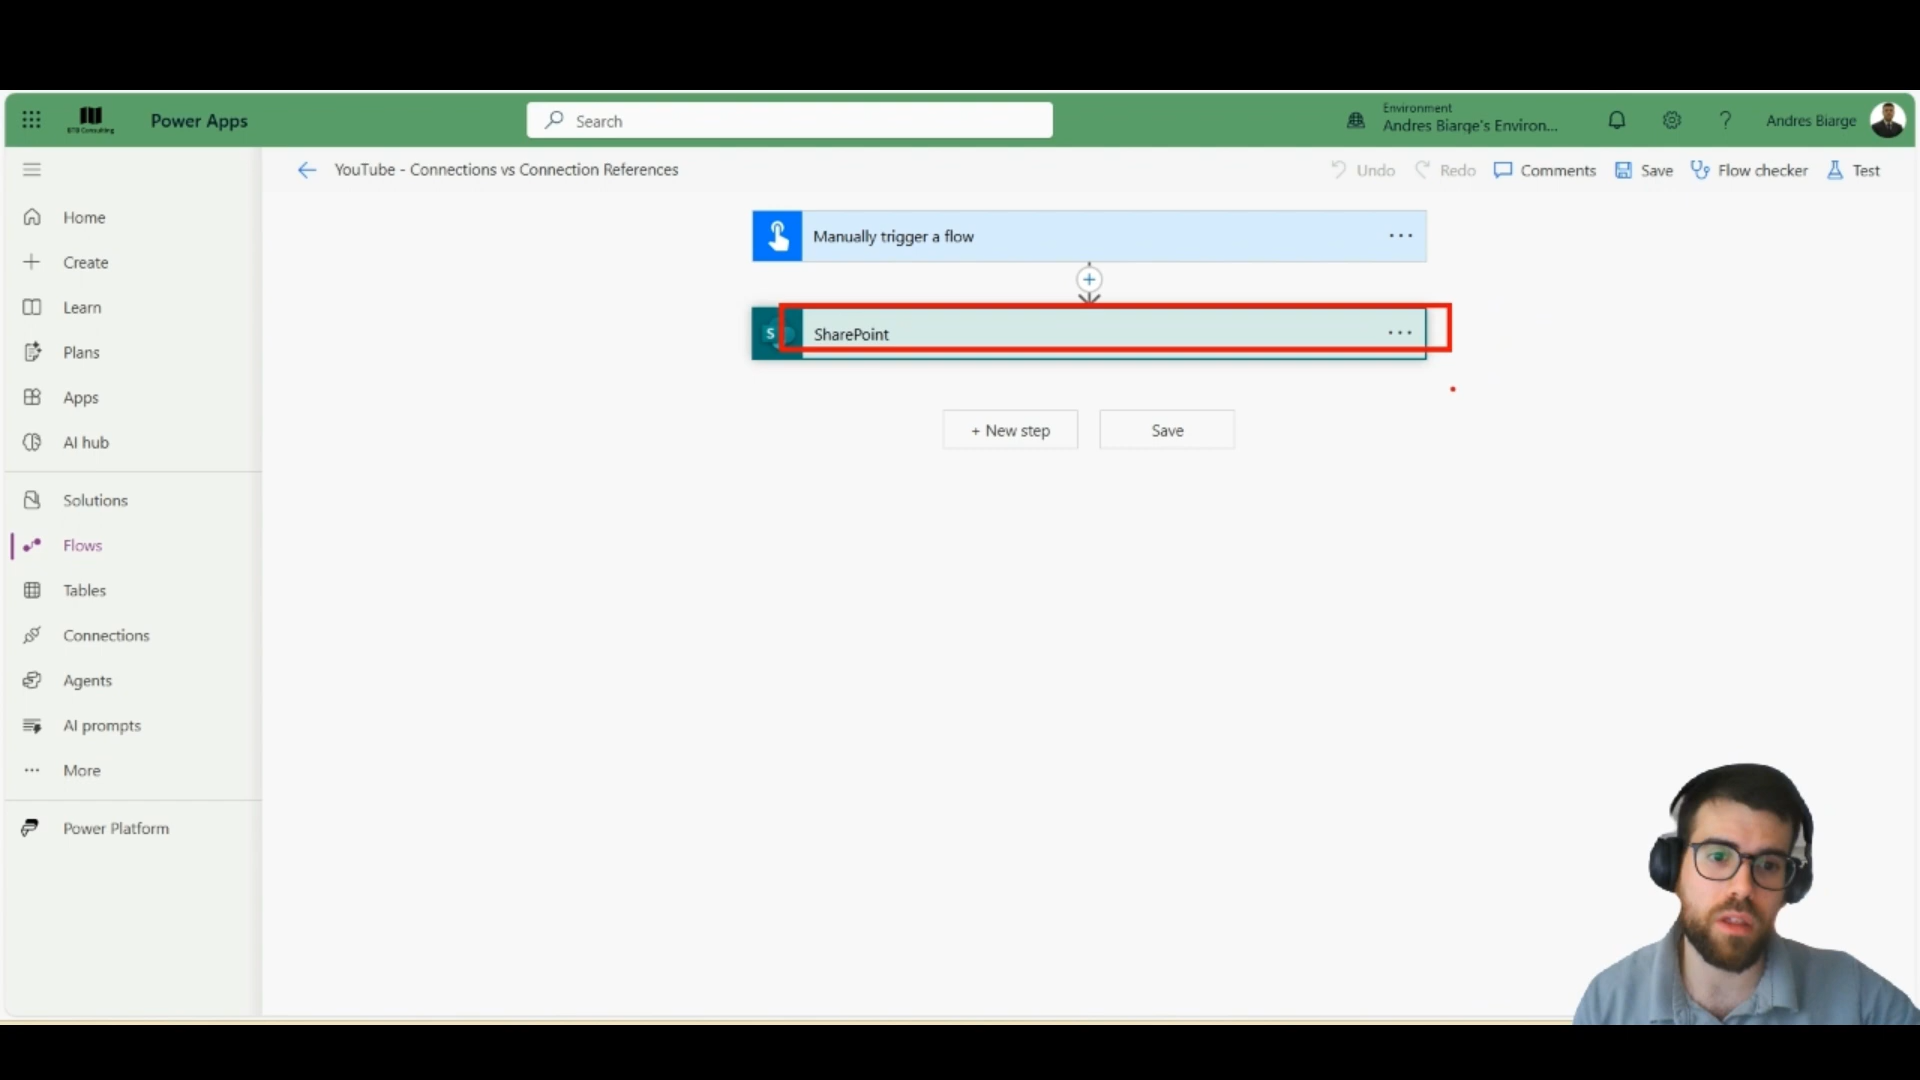 BTB Consulting
Power Apps
Search
Environment
Andres Biarge's Environ...
Andres Biarge
YouTube - Connections vs Connection References
Undo
Redo
Comments
Save
Flow checker
Test
Home
Create
Learn
Plans
Apps
AI hub
Solutions
Flows
Tables
Connections
Agents
AI prompts
More
Power Platform
Manually trigger a flow
S
SharePoint
+ New step
Save